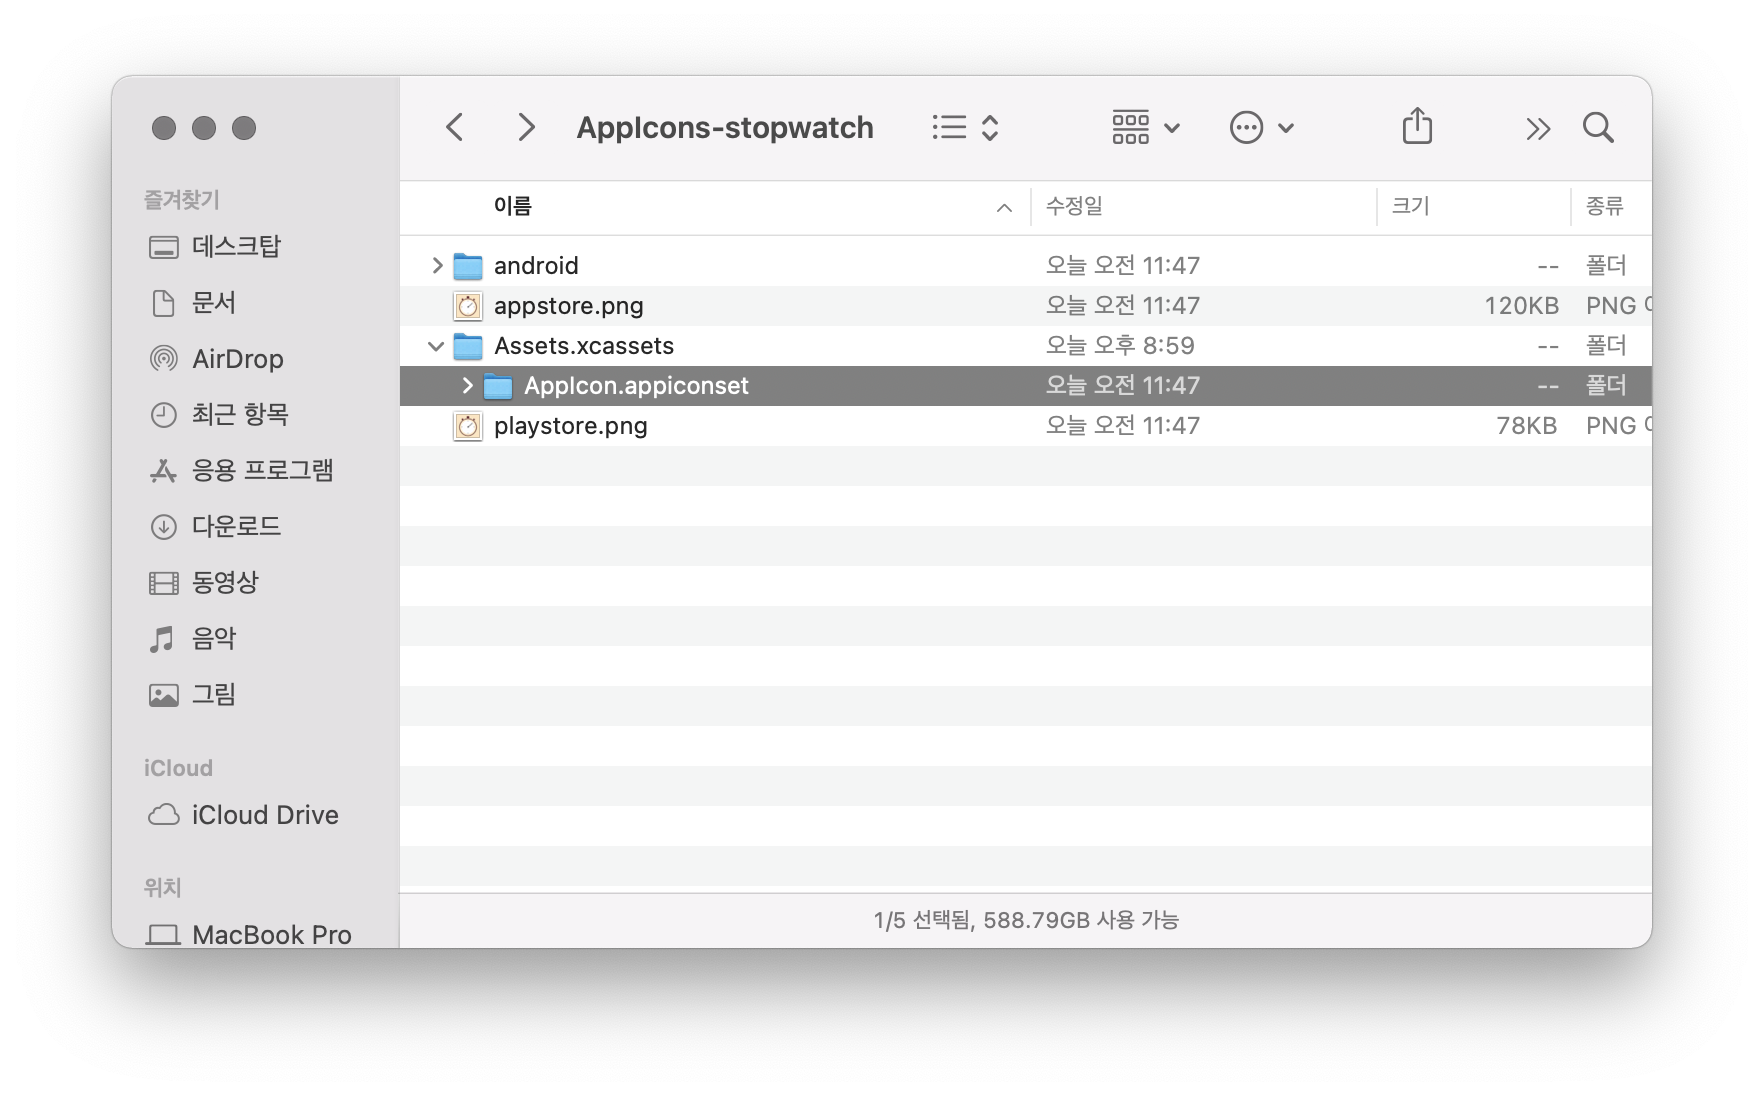 AppIcons-stopwatch
즐겨찾기
데스크탑
문서
AirDrop
최근 항목
응용 프로그램
다운로드
동영상
음악
그림
iCloud
iCloud Drive
위치
MacBook Pro
이름 수정일 크기 종류
android 오늘 오전 11:47 -- 폴더
appstore.png 오늘 오전 11:47 120KB PNG
Assets.xcassets 오늘 오후 8:59 -- 폴더
AppIcon.appiconset 오늘 오전 11:47 -- 폴더
playstore.png 오늘 오전 11:47 78KB PNG
1/5 선택됨, 588.79GB 사용 가능